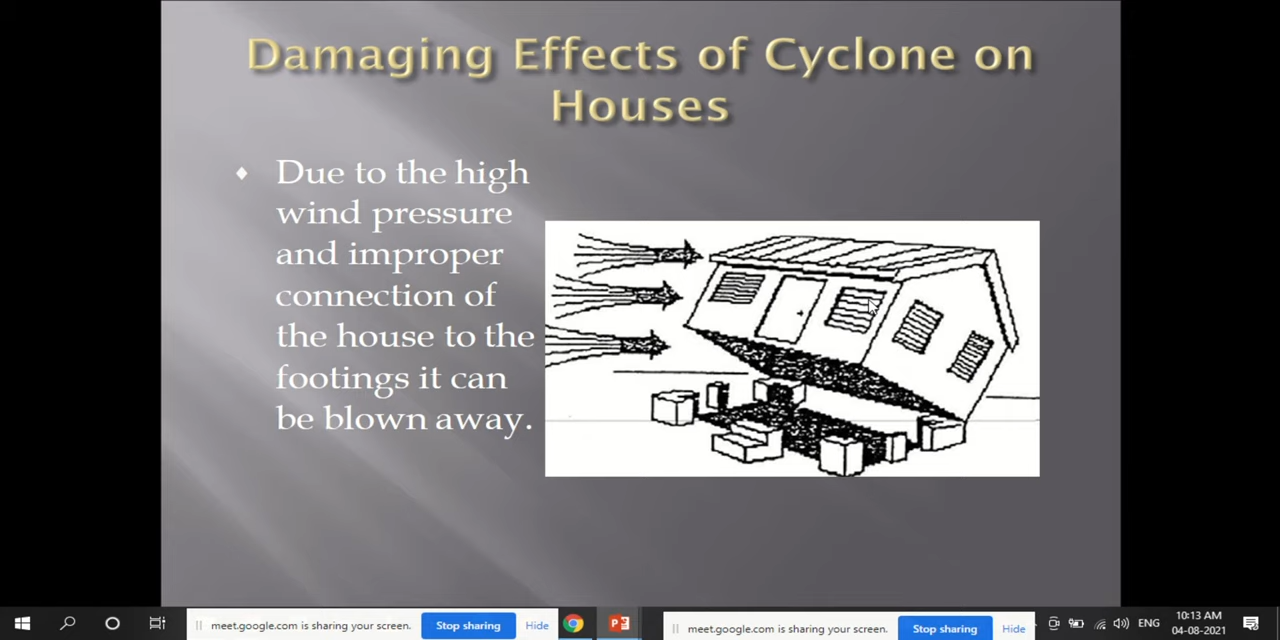 Damaging Effects of Cyclone on
Houses
Due to the high
wind pressure
and improper
connection of
the house to the
footings it can
be blown away.
meet.google.com is sharing your screen.
Stop sharing
Hide
meet.google.com is sharing your screen.
Stop sharing
Hide
ENG
10:13 AM
04-08-2021